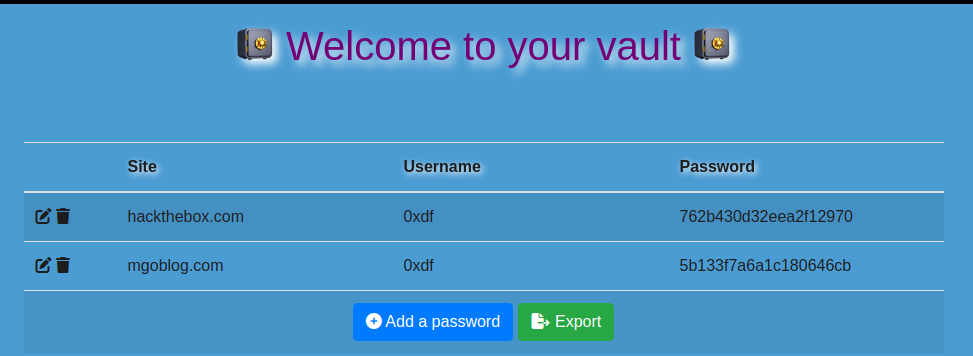 Welcome to your vault
Site Username Password
hackthebox.com 0xdf 762b430d32eea2f12970
mgoblog.com 0xdf 5b133f7a6a1c180646cb
Add a password Export